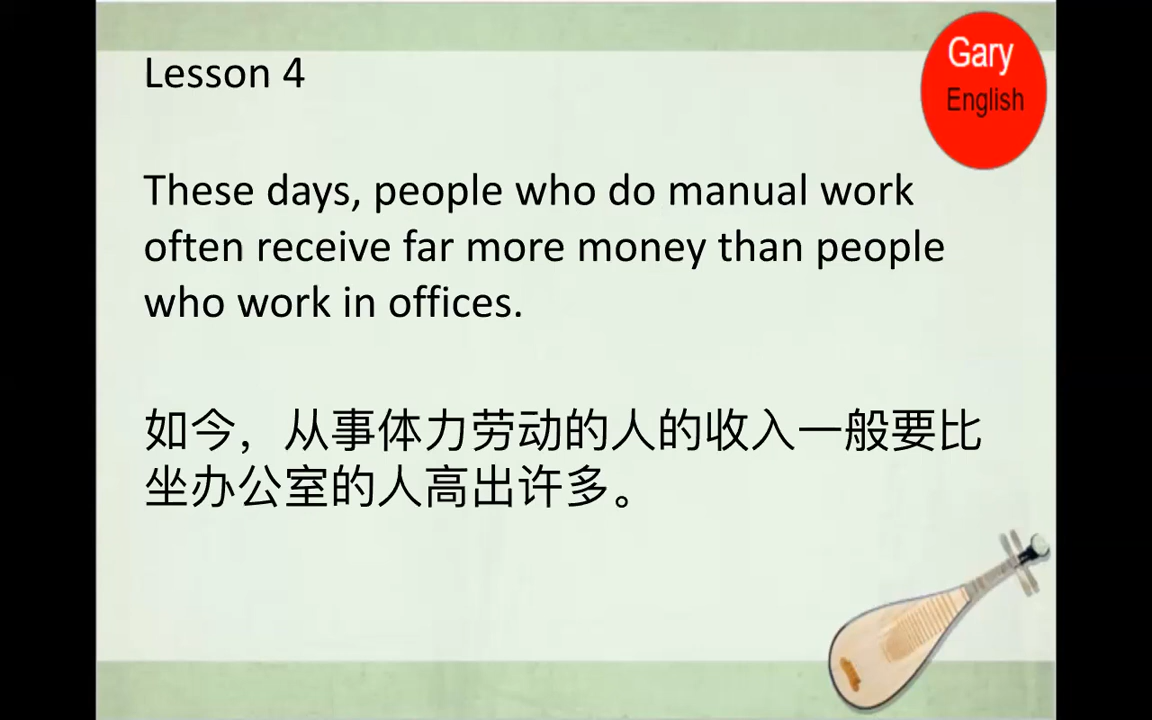 Lesson 4
Gary
English
These days, people who do manual work
often receive far more money than people
who work in offices.
如今，从事体力劳动的人的收入一般要比
坐办公室的人高出许多。